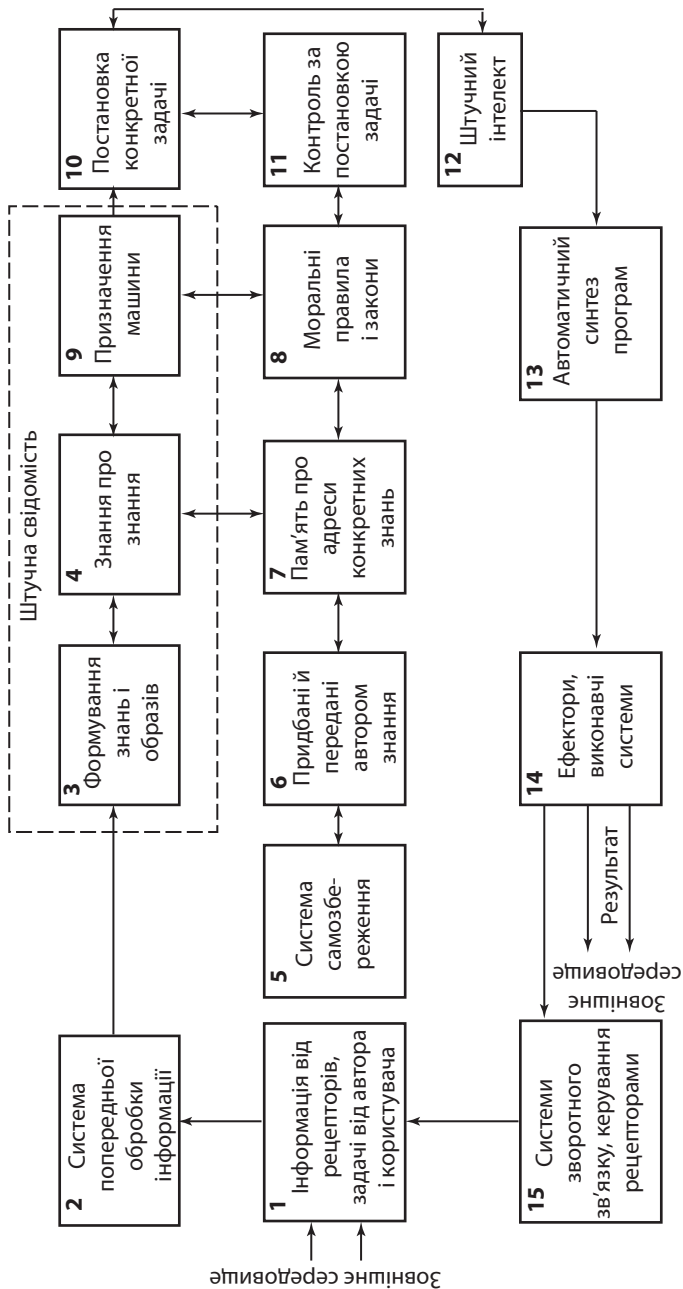 Штучна свідомість
2 Система
попередньої
обробки
інформації
3 Формування
знань і
образів
4 Знання про
знання
9 Призначення
машини
10 Постановка
конкретної
задачі
Зовнішнє середовище
1 Інформація від
рецепторів,
задачі від автора
і користувача
5 Система
самозбе-
реження
6 Придбані й
передані
автором
знання
7 Пам'ять про
адреси
конкретних
знань
8 Моральні
правила
і закони
11 Контроль за
постановкою
задачі
15 Системи
зворотного
зв'язку, керування
рецепторами
Зовнішнє
середовище
Результат
14 Ефектори,
виконавчі
системи
13 Автоматичний
синтез
програм
12 Штучний
інтелект